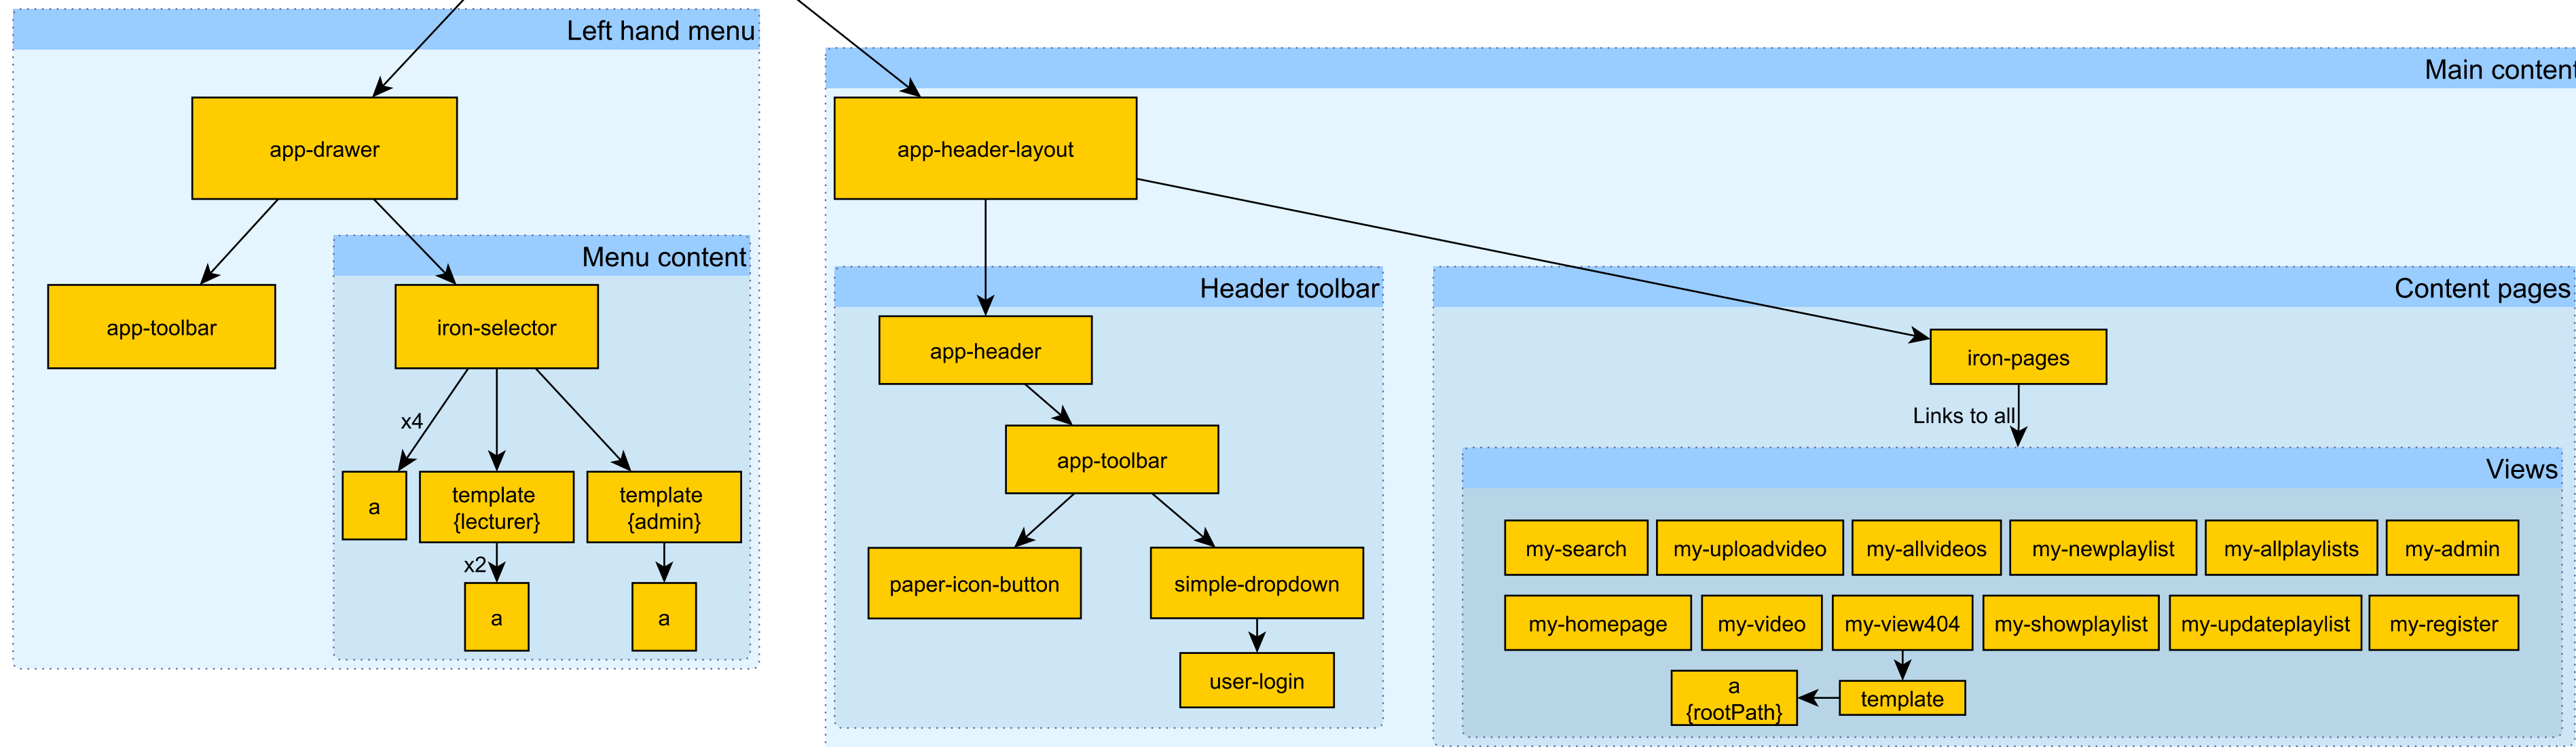 Left hand menu
app-drawer
app-toolbar
Menu content
iron-selector
x4
a
template
{lecturer}
template
{admin}
x2
a
a
Main content
app-header-layout
Header toolbar
app-header
app-toolbar
paper-icon-button
simple-dropdown
user-login
Content pages
iron-pages
Links to all
Views
my-search
my-uploadvideo
my-allvideos
my-newplaylist
my-allplaylists
my-admin
my-homepage
my-video
my-view404
my-showplaylist
my-updateplaylist
my-register
a
{rootPath}
template